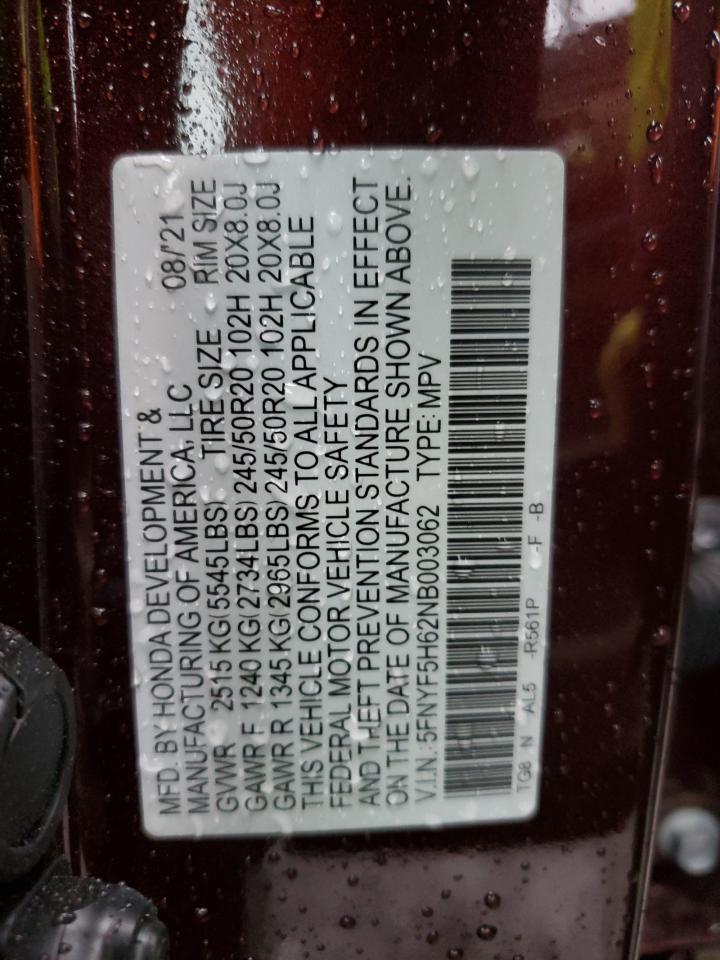 MFD. BY HONDA DEVELOPMENT &
MANUFACTURING OF AMERICA, LLC 08/'21
GVWR 2515 KG(5545LBS) TIRE SIZE RIM SIZE
GAWR F 1240 KG(2734LBS) 245/50R20 102H 20X8.0J
GAWR R 1345 KG(2965LBS) 245/50R20 102H 20X8.0J
THIS VEHICLE CONFORMS TO ALL APPLICABLE
FEDERAL MOTOR VEHICLE SAFETY
AND THEFT PREVENTION STANDARDS IN EFFECT
ON THE DATE OF MANUFACTURE SHOWN ABOVE.
V.I.N.: 5FNYF5H62NB003062 TYPE: MPV
TG8 N AL5 -R561P -F -B